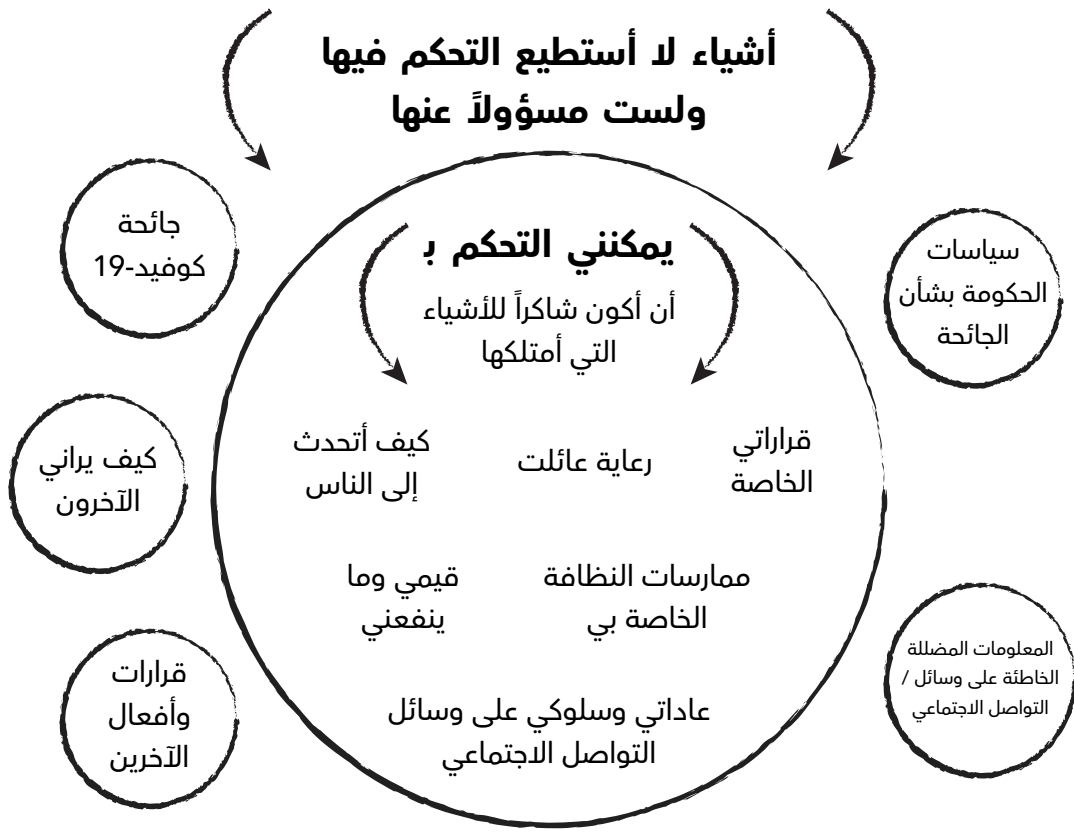 أشياء لا أستطيع التحكم فيها
ولست مسؤولاً عنها
سياسات
الحكومة بشأن
الجائحة
المعلومات المضللة
الخاطئة على وسائل /
التواصل الاجتماعي
يمكنني التحكم بـ
أن أكون شاكراً للأشياء
التي أمتلكها
قراراتي
الخاصة
رعاية عائلت
كيف أتحدث
إلى الناس
ممارسات النظافة
الخاصة بي
قيمي وما
ينفعني
عاداتي وسلوكي على وسائل
التواصل الاجتماعي
جائحة
كوفيد-19
كيف يراني
الآخرون
قرارات
وأفعال
الآخرين